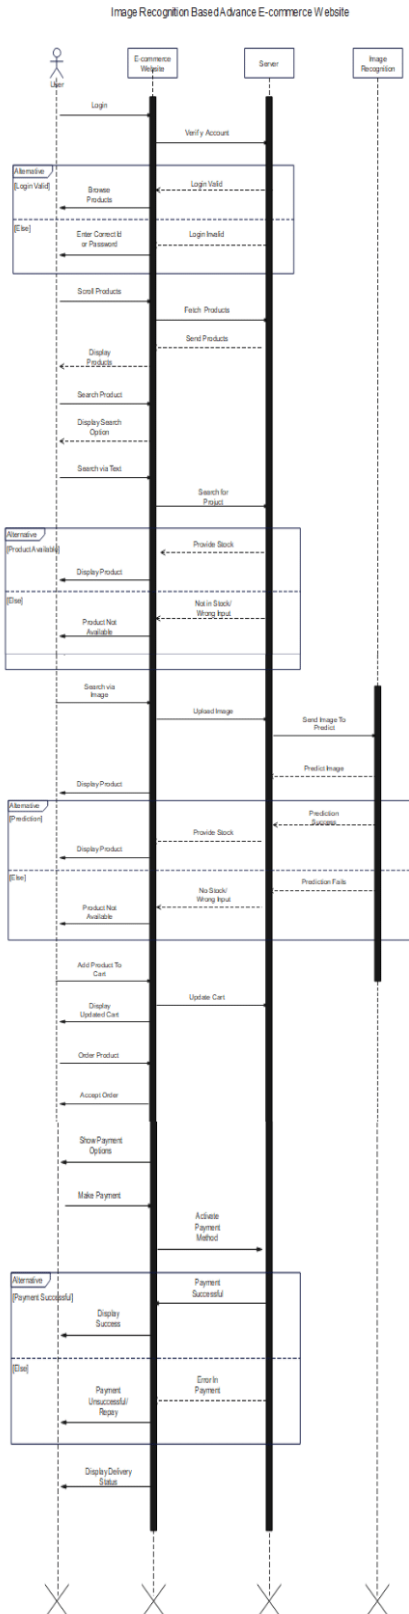 Image Recognition Based Advance E-commerce Website
User
E-commerce
Website
Server
Image
Recognition
Login
Verify Account
Alternative
[Login Valid]
Browse
Products
Login Valid
[Else]
Enter Correct Id
or Password
Login Invalid
Scroll Products
Fetch Products
Send Products
Display
Products
Search Product
Display Search
Option
Search via Text
Search for
Project
Alternative
[Product Available]
Provide Stock
Display Product
[Else]
Not in Stock/
Wrong Input
Product Not
Available
Search via
Image
Upload Image
Send Image To
Predict
Predict Image
Display Product
Alternative
[Prediction]
Prediction
Success
Provide Stock
Display Product
[Else]
Prediction Fails
No Stock/
Wrong Input
Product Not
Available
Add Product To
Cart
Update Cart
Display
Updated Cart
Order Product
Accept Order
Show Payment
Options
Make Payment
Activate
Payment
Method
Alternative
[Payment Successful]
Payment
Successful
Display
Success
[Else]
Error In
Payment
Payment
Unsuccessful/
Repay
Display Delivery
Status